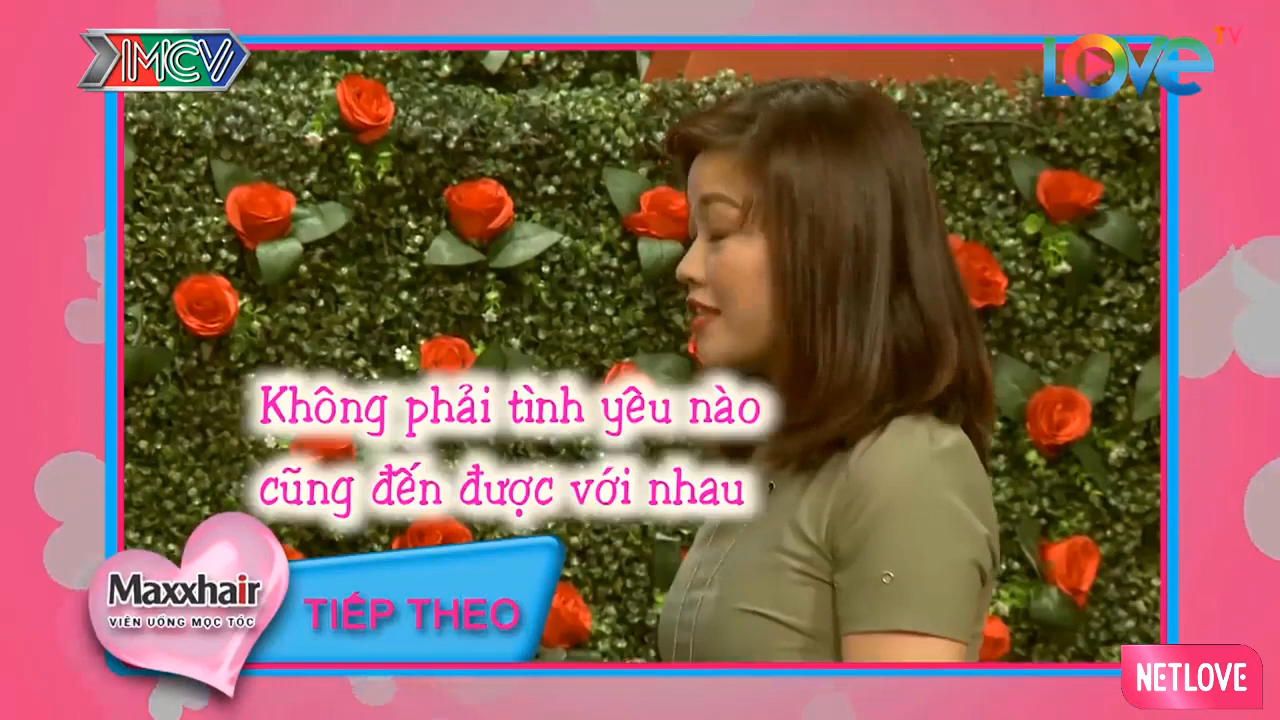 MCV
LOVE TV
Không phải tình yêu nào
cũng đến được với nhau
Maxxhair
VIÊN UỐNG MỌC TÓC
TIẾP THEO
NETLOVE